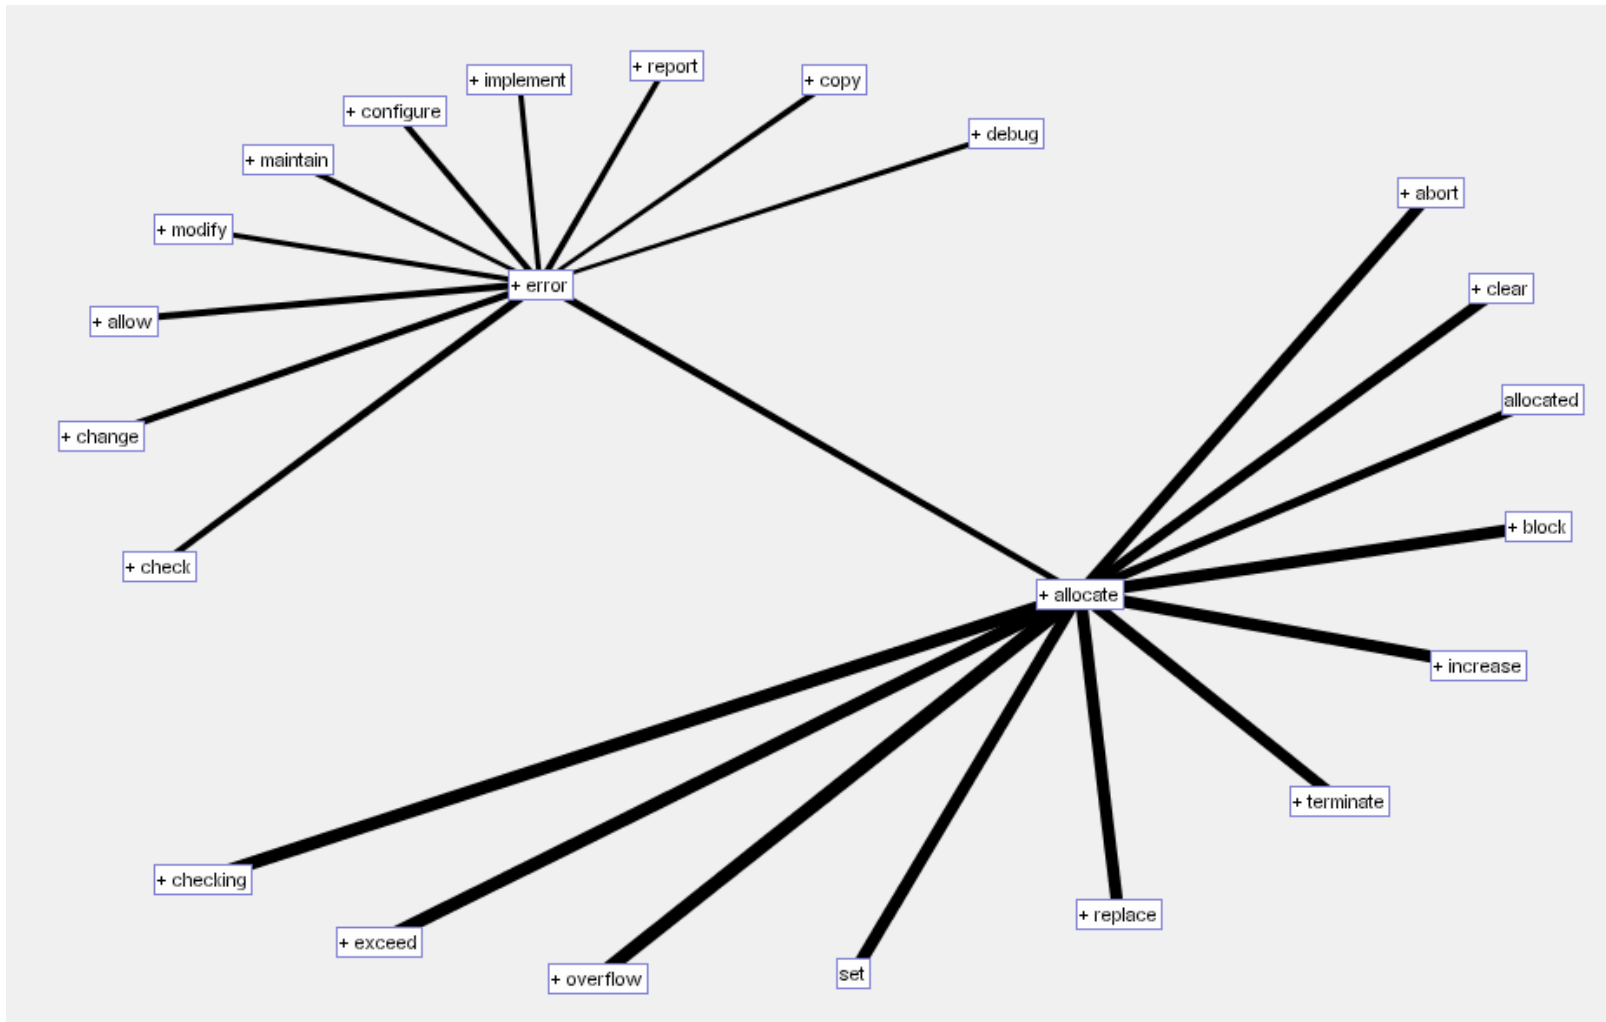 + report
+ implement
+ copy
+ configure
+ debug
+ maintain
+ abort
+ modify
+ error
+ clear
+ allow
allocated
+ change
+ block
+ check
+ allocate
+ increase
+ terminate
+ checking
+ replace
+ exceed
set
+ overflow